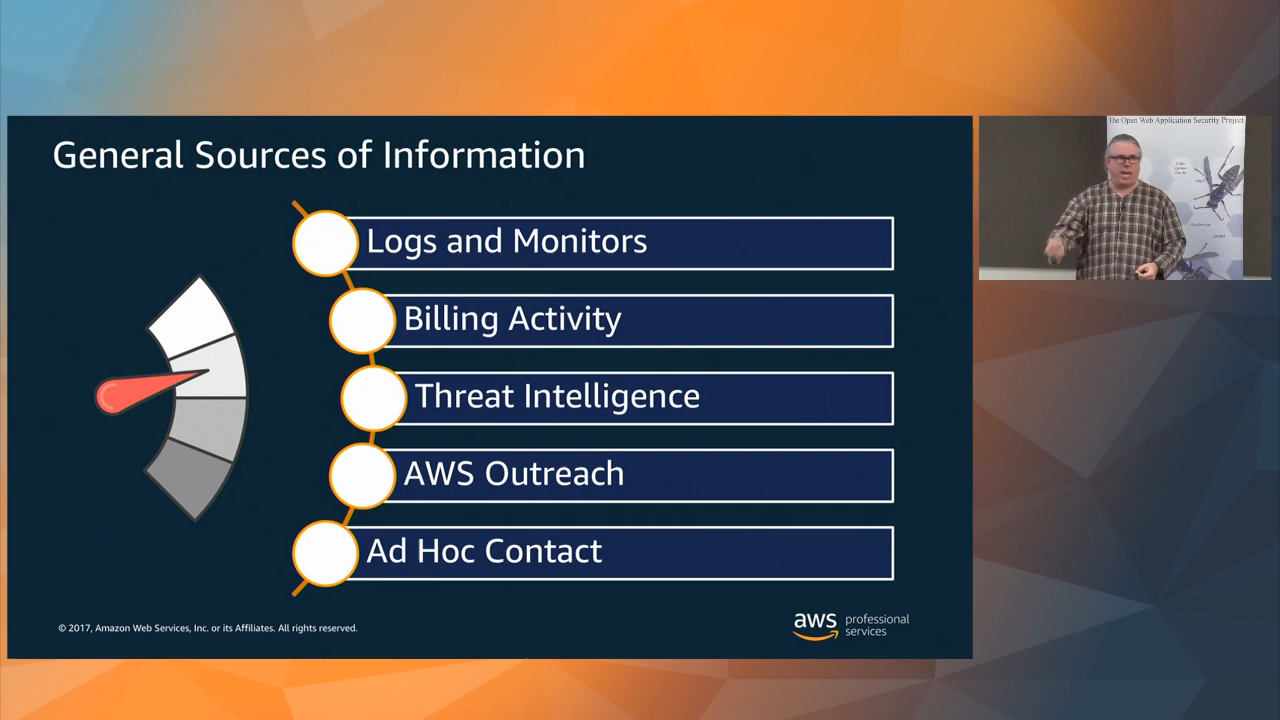 General Sources of Information
Logs and Monitors
Billing Activity
Threat Intelligence
AWS Outreach
Ad Hoc Contact
© 2017, Amazon Web Services, Inc. or its Affiliates. All rights reserved.
aws professional
services
The Open Web Application Security Project